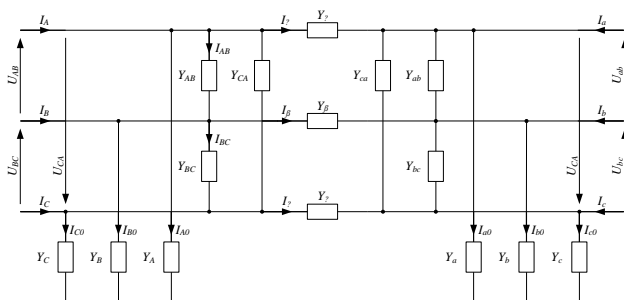 I_A I_? Y_? I_a
U_AB I_AB Y_AB Y_CA Y_ca Y_ab U_ab
I_B I_β Y_β I_b
U_BC U_CA I_BC Y_BC Y_bc U_CA U_bc
I_C I_? Y_? I_c
I_C0 I_B0 I_A0 I_a0 I_b0 I_c0
Y_C Y_B Y_A Y_a Y_b Y_c